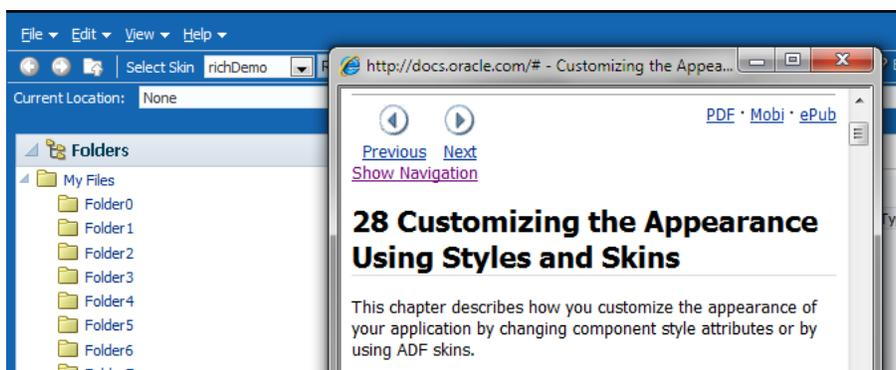 File Edit View Help
Select Skin richDemo
Current Location: None
Folders
My Files
Folder0
Folder1
Folder2
Folder3
Folder4
Folder5
Folder6
http://docs.oracle.com/# - Customizing the Appea...
PDF · Mobi · ePub
Previous Next
Show Navigation
28 Customizing the Appearance
Using Styles and Skins
This chapter describes how you customize the appearance of
your application by changing component style attributes or by
using ADF skins.